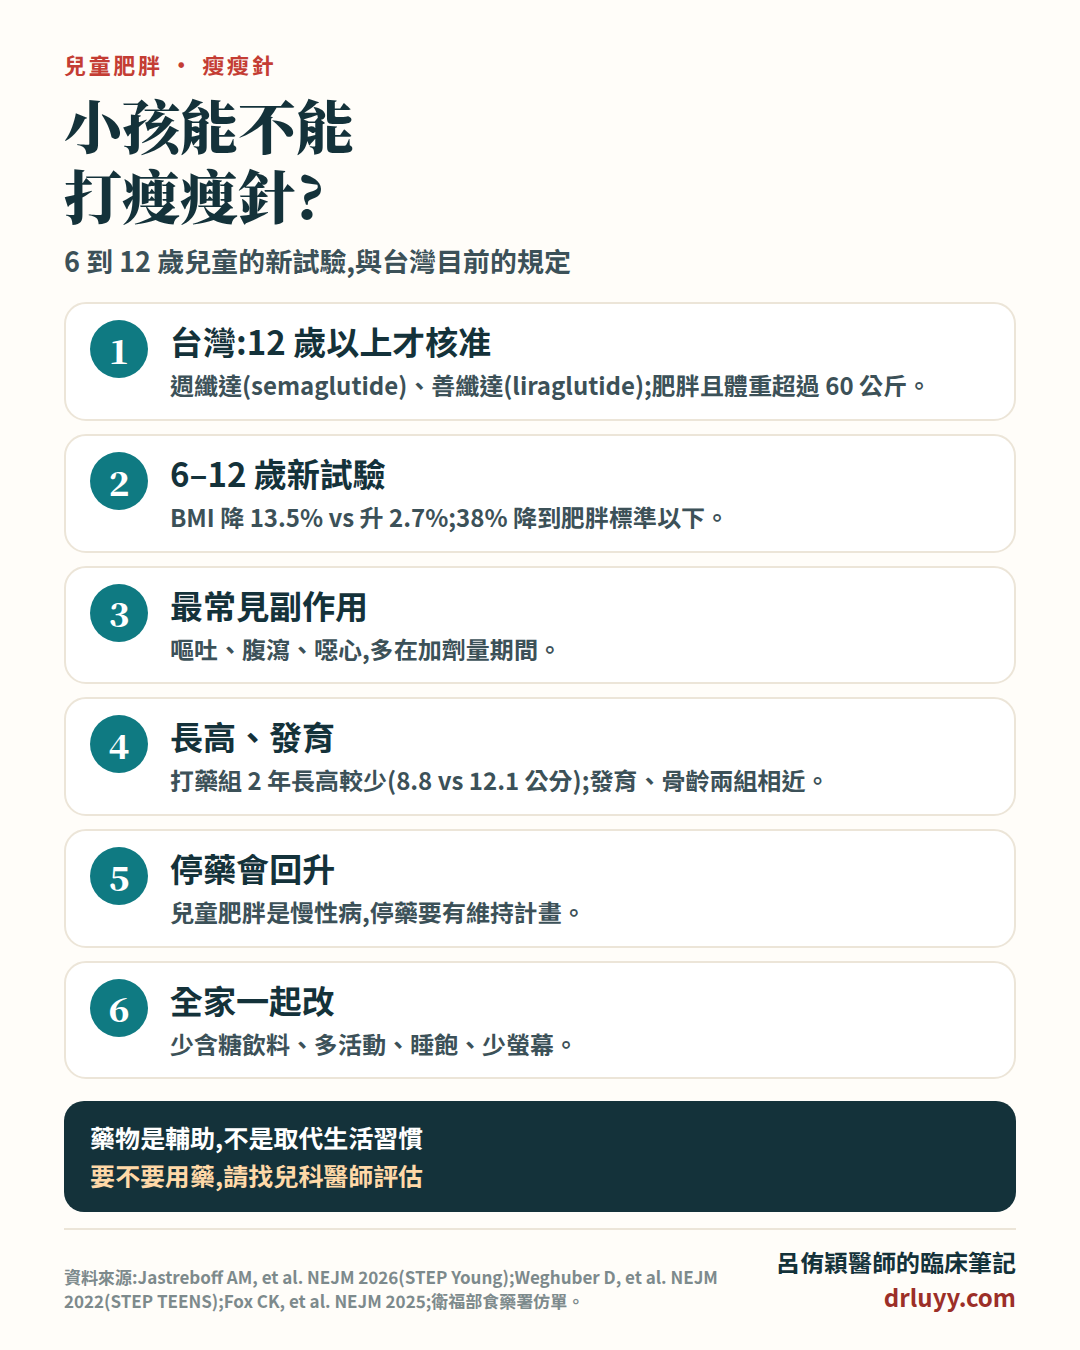 兒童肥胖 · 瘦瘦針
小孩能不能
打瘦瘦針?
6 到 12 歲兒童的新試驗,與台灣目前的規定
1
台灣:12 歲以上才核准
週纖達(semaglutide)、善纖達(liraglutide);肥胖且體重超過 60 公斤。
2
6–12 歲新試驗
BMI 降 13.5% vs 升 2.7%;38% 降到肥胖標準以下。
3
最常見副作用
嘔吐、腹瀉、噁心,多在加劑量期間。
4
長高、發育
打藥組 2 年長高較少(8.8 vs 12.1 公分);發育、骨齡兩組相近。
5
停藥會回升
兒童肥胖是慢性病,停藥要有維持計畫。
6
全家一起改
少含糖飲料、多活動、睡飽、少螢幕。
藥物是輔助,不是取代生活習慣
要不要用藥,請找兒科醫師評估
資料來源:Jastreboff AM, et al. NEJM 2026(STEP Young);Weghuber D, et al. NEJM
2022(STEP TEENS);Fox CK, et al. NEJM 2025;衛福部食藥署仿單。
呂侑穎醫師的臨床筆記
drluyy.com